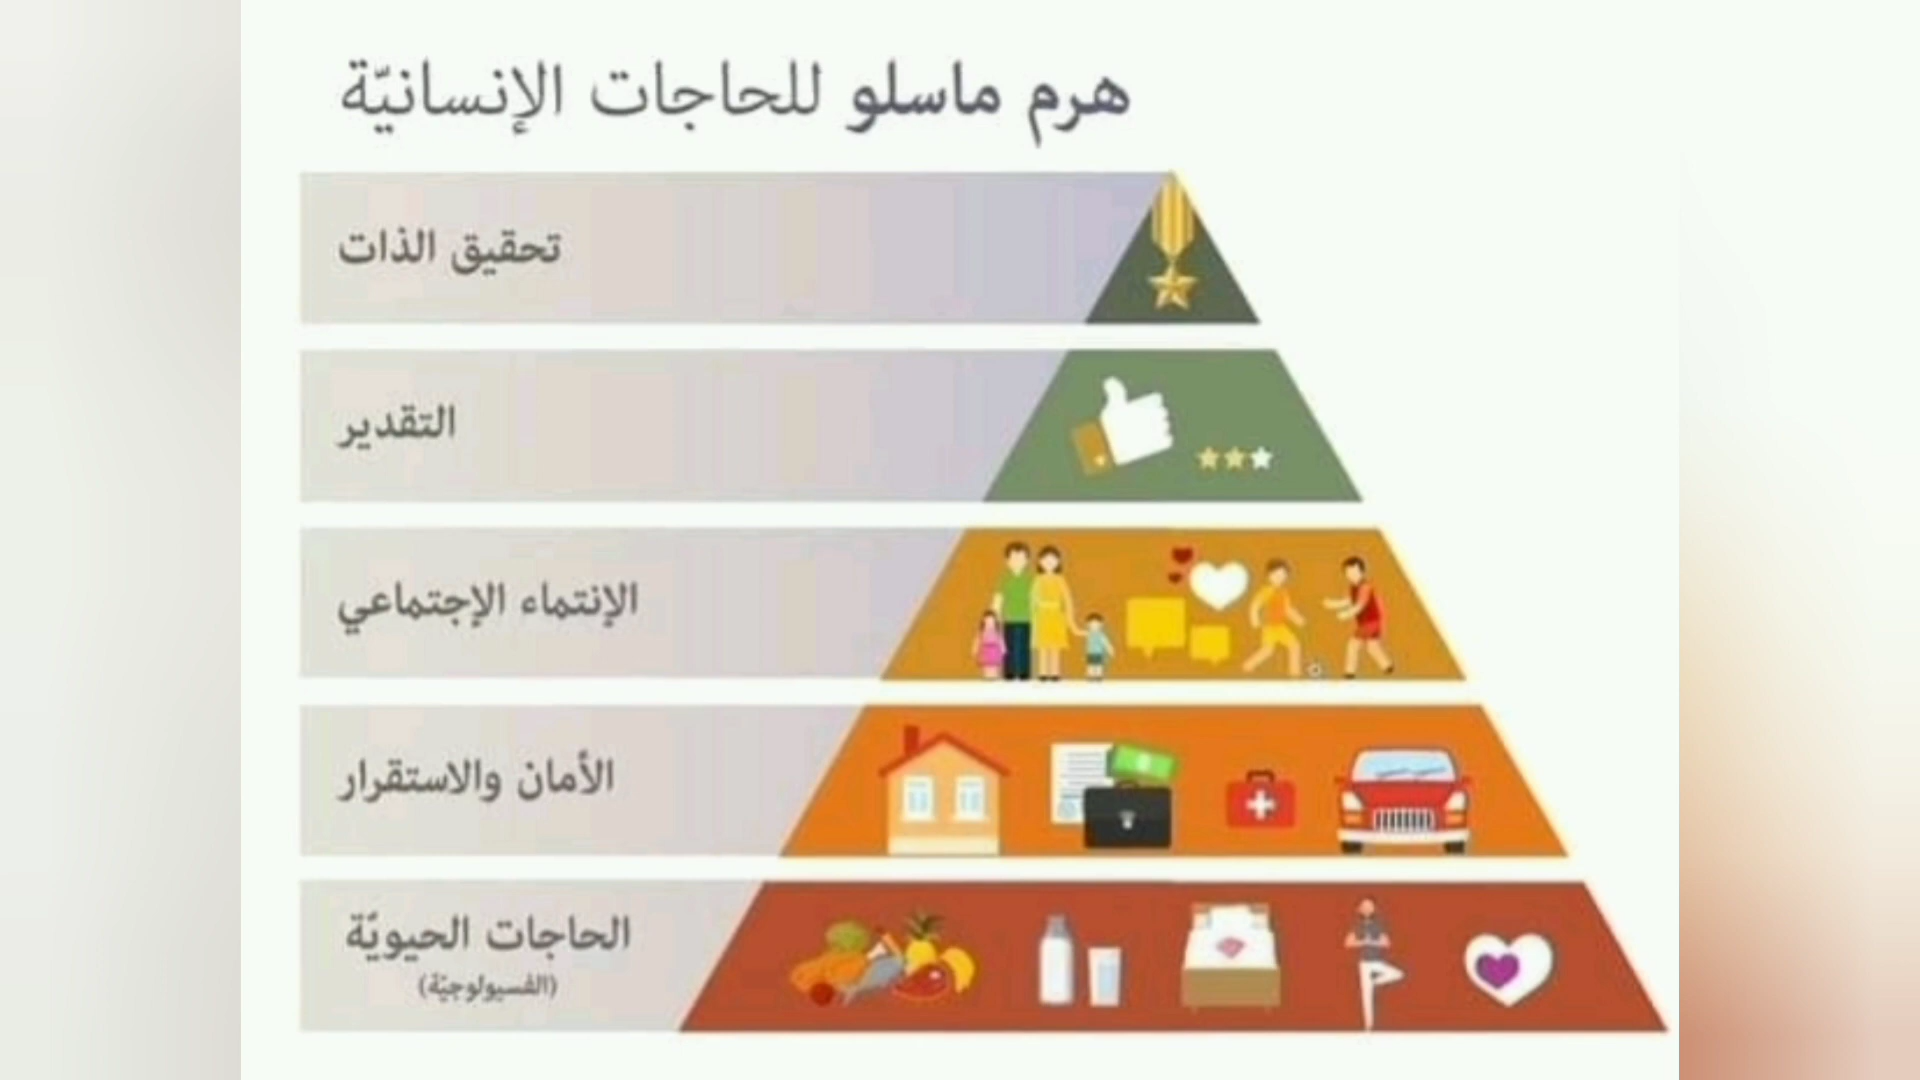 هرم ماسلو للحاجات الإنسانيّة
تحقيق الذات
التقدير
الإنتماء الإجتماعي
الأمان والاستقرار
الحاجات الحيويّة
(الفسيولوجيّة)